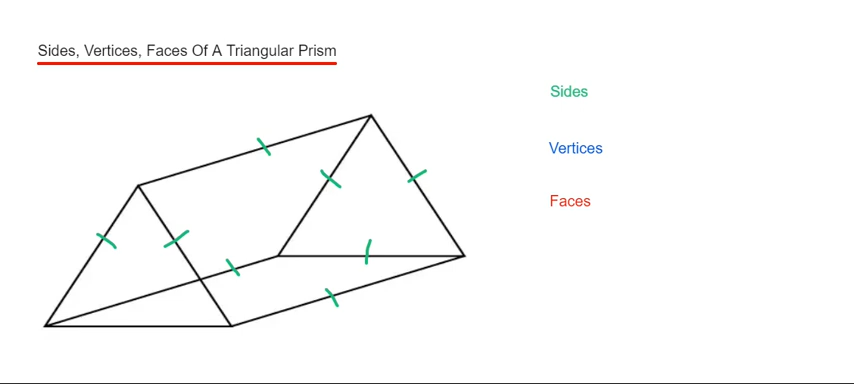 Sides, Vertices, Faces Of A Triangular Prism
Sides
Vertices
Faces